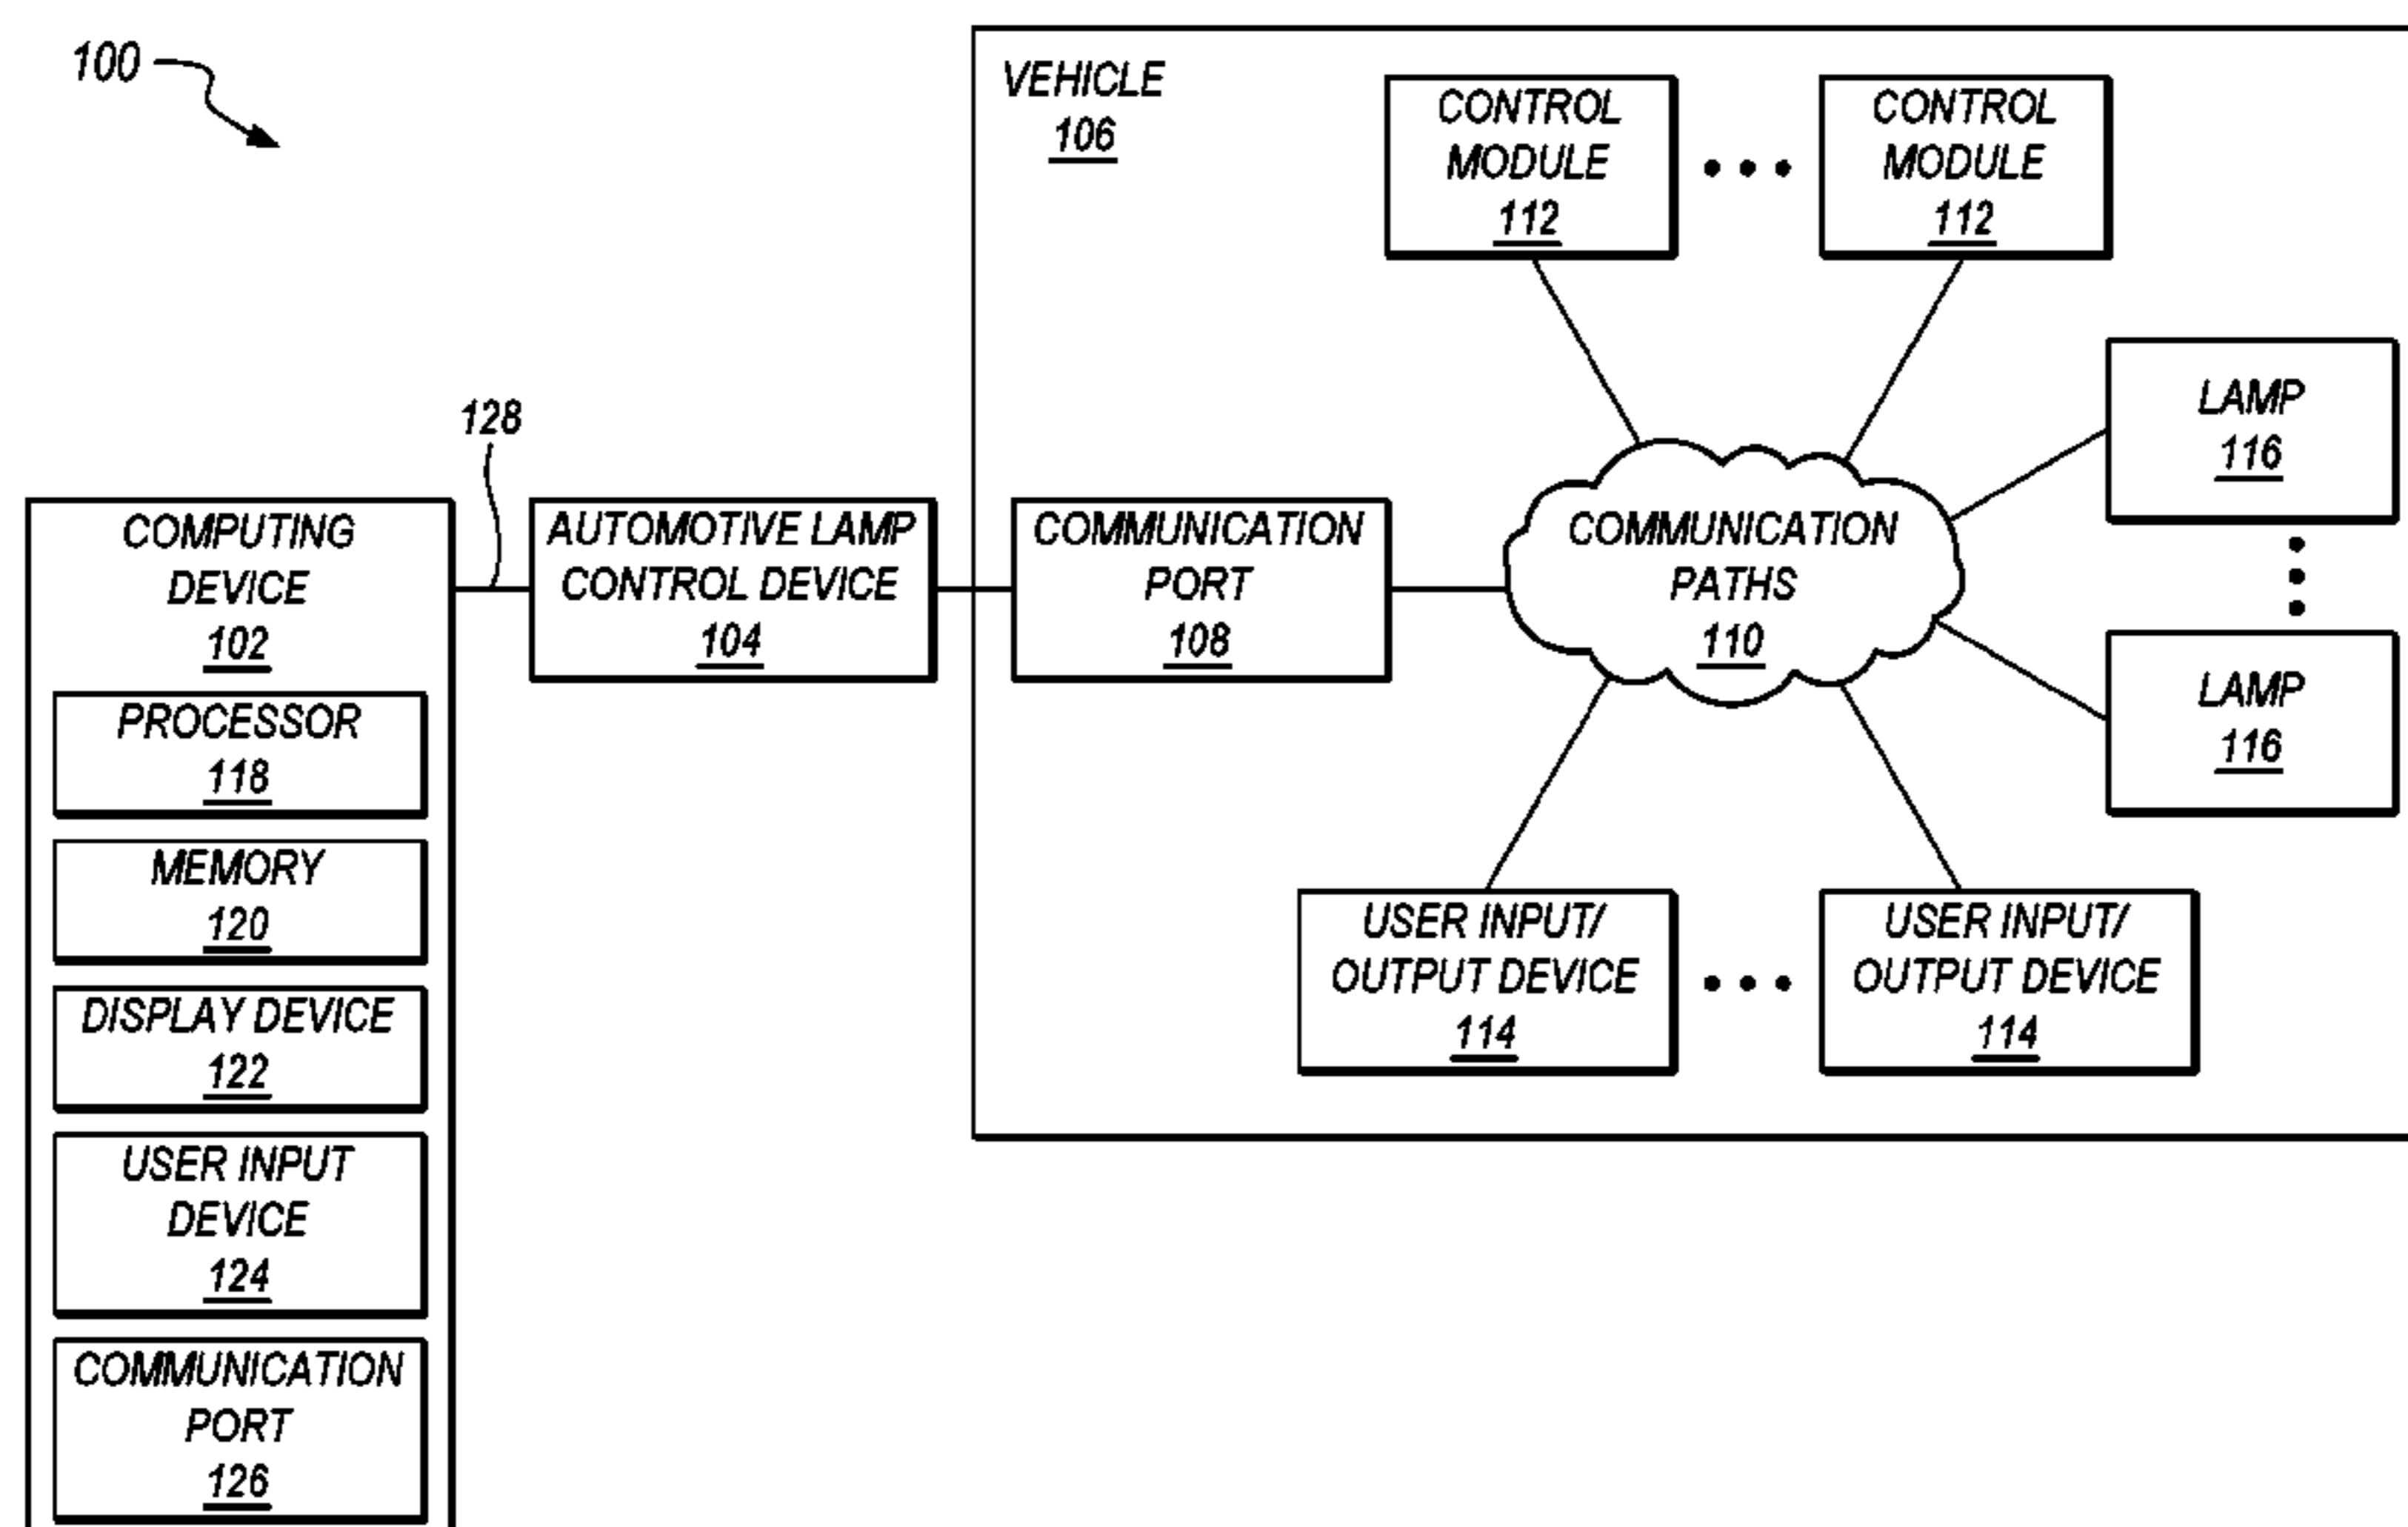 100
VEHICLE
106
CONTROL
MODULE
112
CONTROL
MODULE
112
LAMP
116
LAMP
116
128
COMPUTING
DEVICE
102
AUTOMOTIVE LAMP
CONTROL DEVICE
104
COMMUNICATION
PORT
108
COMMUNICATION
PATHS
110
PROCESSOR
118
MEMORY
120
DISPLAY DEVICE
122
USER INPUT
DEVICE
124
COMMUNICATION
PORT
126
USER INPUT/
OUTPUT DEVICE
114
USER INPUT/
OUTPUT DEVICE
114